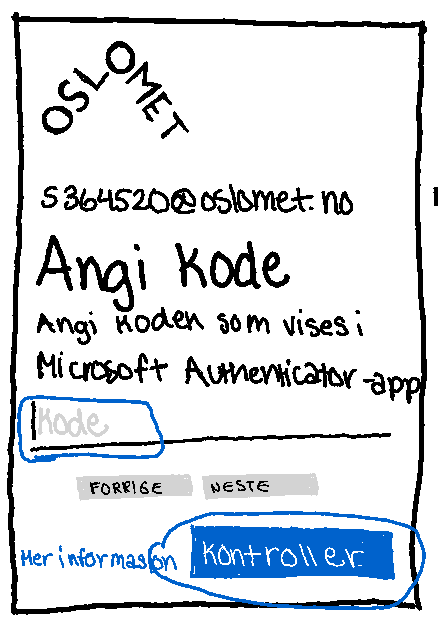 OSLOMET
s364520@oslomet.no
Angi kode
Angi koden som vises i
Microsoft Authenticator-app
Kode
FORRIGE NESTE
Mer informasjon Kontroller